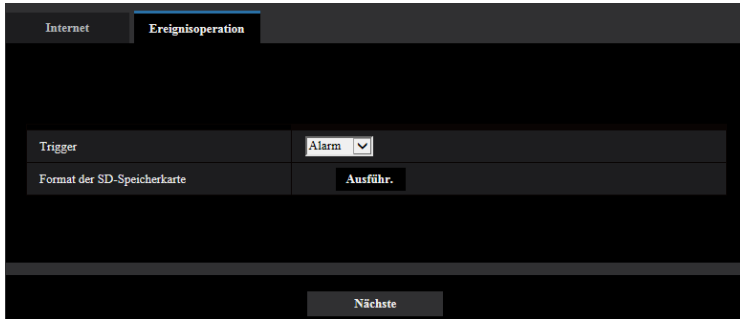 Internet Ereignisoperation
Trigger Alarm
Format der SD-Speicherkarte Ausführ.
Nächste